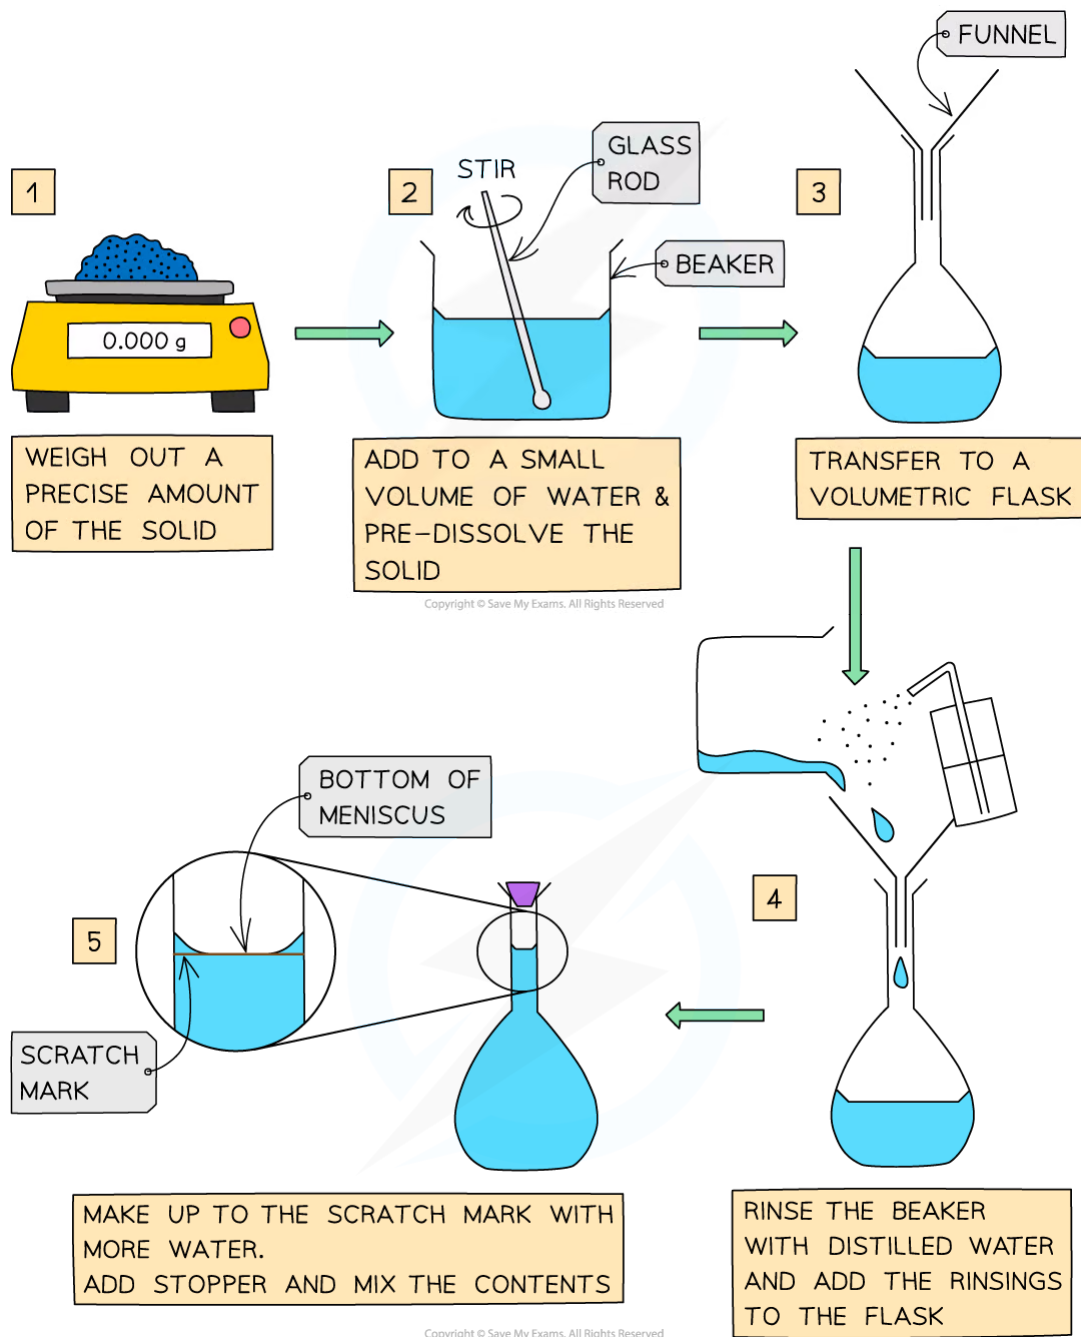 FUNNEL
1
2
STIR
GLASS
ROD
3
BEAKER
0.000 g
WEIGH OUT A
PRECISE AMOUNT
OF THE SOLID
ADD TO A SMALL
VOLUME OF WATER &
PRE-DISSOLVE THE
SOLID
TRANSFER TO A
VOLUMETRIC FLASK
Copyright © Save My Exams. All Rights Reserved
4
RINSE THE BEAKER
WITH DISTILLED WATER
AND ADD THE RINSINGS
TO THE FLASK
5
BOTTOM OF
MENISCUS
SCRATCH
MARK
MAKE UP TO THE SCRATCH MARK WITH
MORE WATER.
ADD STOPPER AND MIX THE CONTENTS
Copyright © Save My Exams. All Rights Reserved